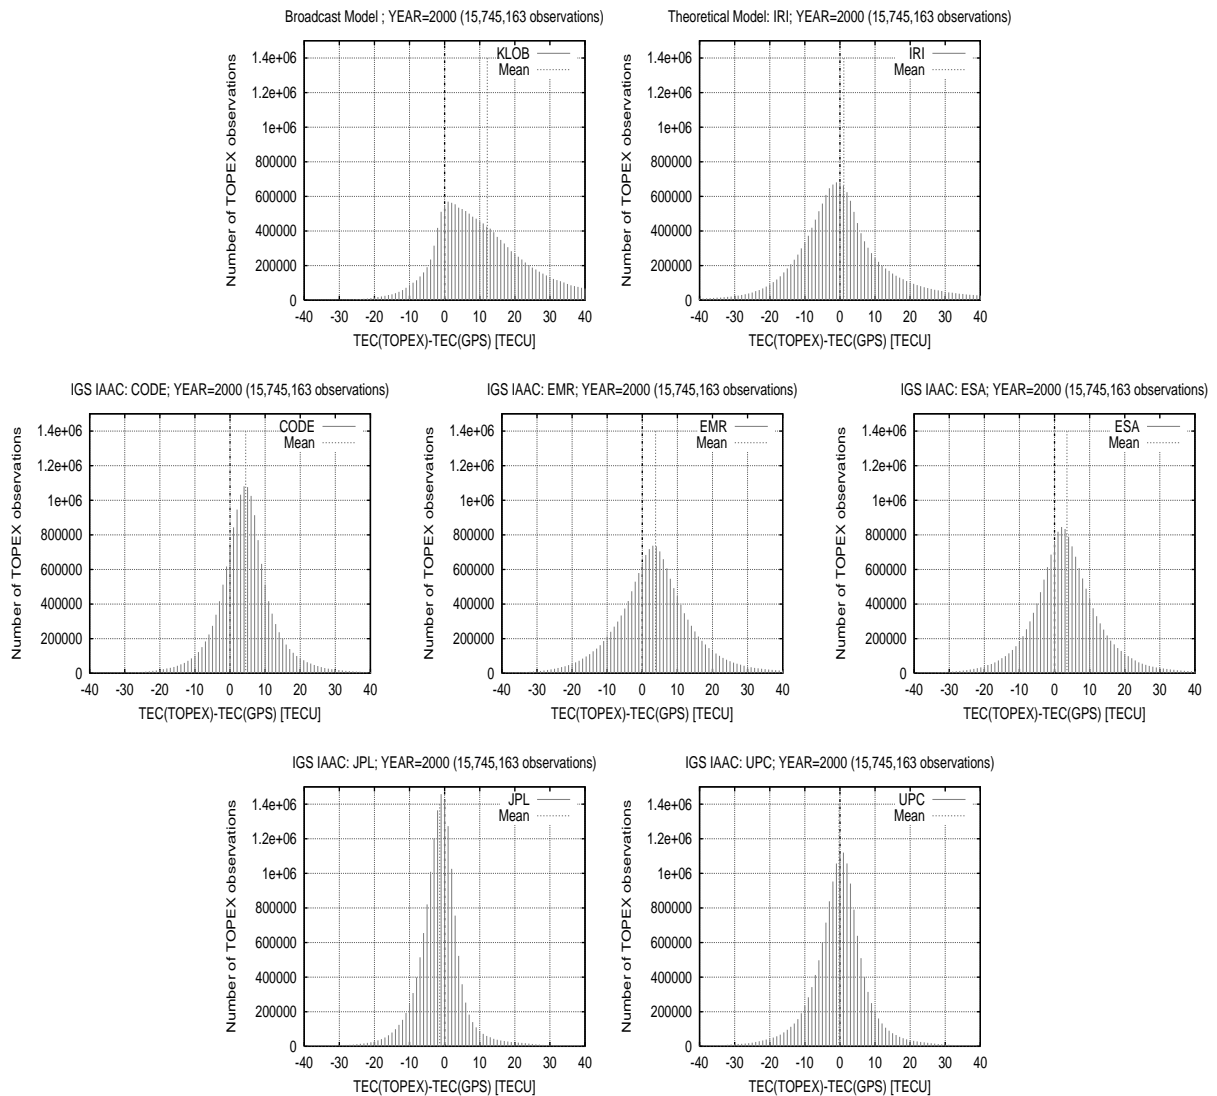 Broadcast Model ; YEAR=2000 (15,745,163 observations)
Number of TOPEX observations
1.4e+06
1.2e+06
1e+06
800000
600000
400000
200000
0
KLOB
Mean
-40 -30 -20 -10 0 10 20 30 40
TEC(TOPEX)-TEC(GPS) [TECU]
Theoretical Model: IRI; YEAR=2000 (15,745,163 observations)
Number of TOPEX observations
1.4e+06
1.2e+06
1e+06
800000
600000
400000
200000
0
IRI
Mean
-40 -30 -20 -10 0 10 20 30 40
TEC(TOPEX)-TEC(GPS) [TECU]
IGS IAAC: CODE; YEAR=2000 (15,745,163 observations)
Number of TOPEX observations
1.4e+06
1.2e+06
1e+06
800000
600000
400000
200000
0
CODE
Mean
-40 -30 -20 -10 0 10 20 30 40
TEC(TOPEX)-TEC(GPS) [TECU]
IGS IAAC: EMR; YEAR=2000 (15,745,163 observations)
Number of TOPEX observations
1.4e+06
1.2e+06
1e+06
800000
600000
400000
200000
0
EMR
Mean
-40 -30 -20 -10 0 10 20 30 40
TEC(TOPEX)-TEC(GPS) [TECU]
IGS IAAC: ESA; YEAR=2000 (15,745,163 observations)
Number of TOPEX observations
1.4e+06
1.2e+06
1e+06
800000
600000
400000
200000
0
ESA
Mean
-40 -30 -20 -10 0 10 20 30 40
TEC(TOPEX)-TEC(GPS) [TECU]
IGS IAAC: JPL; YEAR=2000 (15,745,163 observations)
Number of TOPEX observations
1.4e+06
1.2e+06
1e+06
800000
600000
400000
200000
0
JPL
Mean
-40 -30 -20 -10 0 10 20 30 40
TEC(TOPEX)-TEC(GPS) [TECU]
IGS IAAC: UPC; YEAR=2000 (15,745,163 observations)
Number of TOPEX observations
1.4e+06
1.2e+06
1e+06
800000
600000
400000
200000
0
UPC
Mean
-40 -30 -20 -10 0 10 20 30 40
TEC(TOPEX)-TEC(GPS) [TECU]